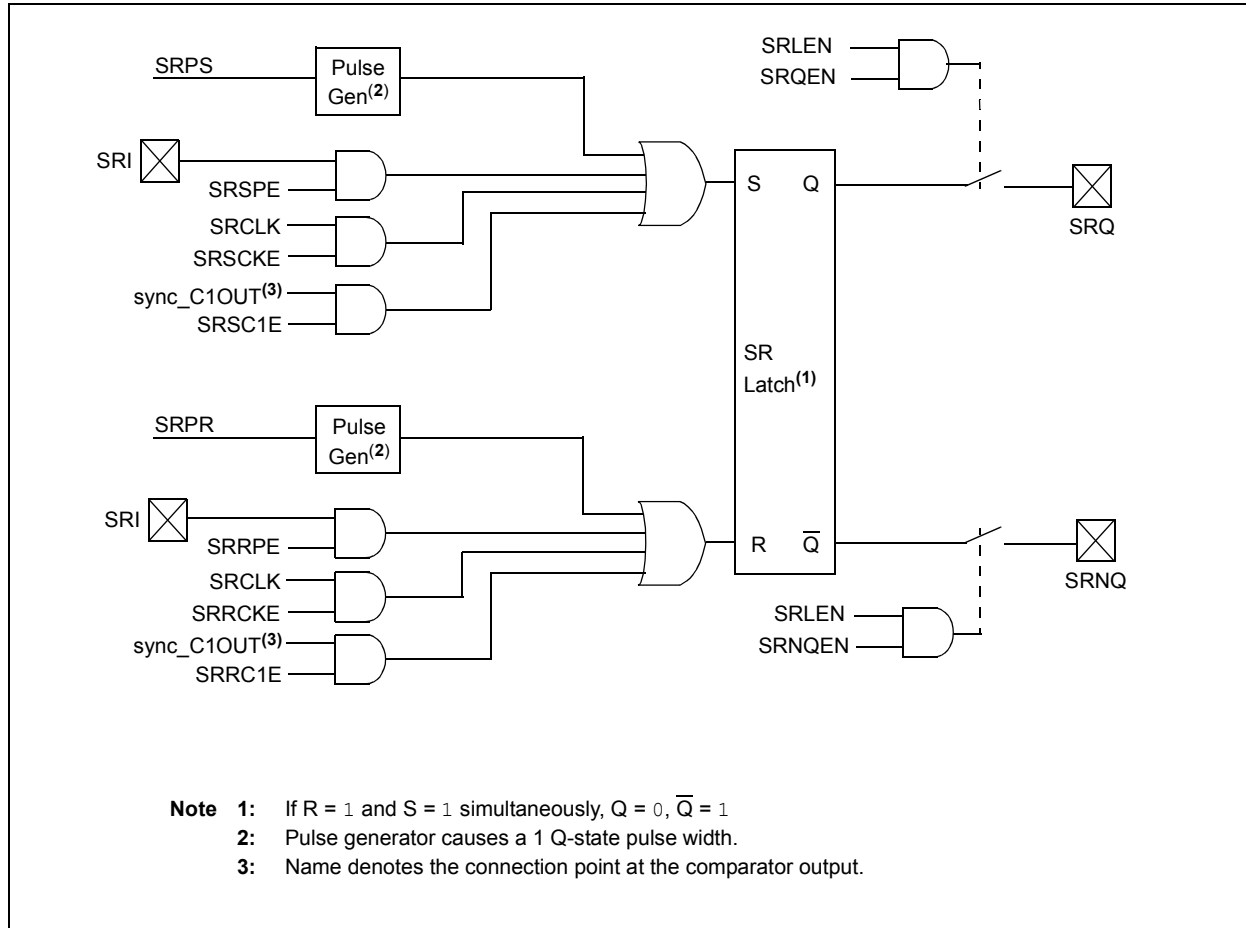 SRPS
Pulse
Gen(2)
SRLEN
SRQEN
SRI
SRSPE
SRCLK
SRSCKE
sync_C1OUT(3)
SRSC1E
S Q
SRQ
SR
Latch(1)
SRPR
Pulse
Gen(2)
SRI
SRRPE
SRCLK
SRRCKE
sync_C1OUT(3)
SRRC1E
R Q̅
SRNQ
SRLEN
SRNQEN
Note 1: If R = 1 and S = 1 simultaneously, Q = 0, Q̅ = 1
2: Pulse generator causes a 1 Q-state pulse width.
3: Name denotes the connection point at the comparator output.